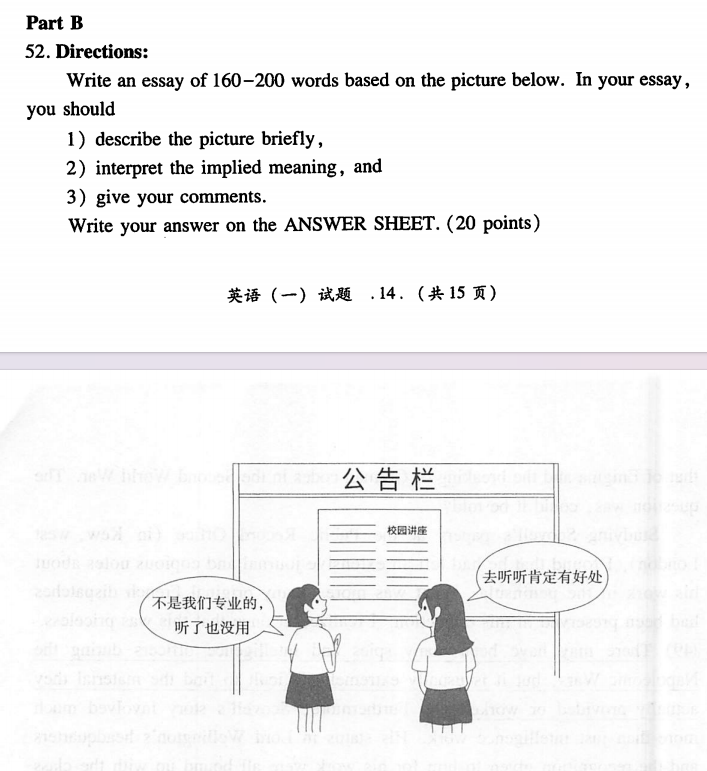 Part B
52. Directions:
Write an essay of 160-200 words based on the picture below. In your essay,
you should
1) describe the picture briefly,
2) interpret the implied meaning, and
3) give your comments.
Write your answer on the ANSWER SHEET. (20 points)
英语（一）试题 .14. （共 15 页）
公告栏
校园讲座
去听听肯定有好处
不是我们专业的，
听了也没用